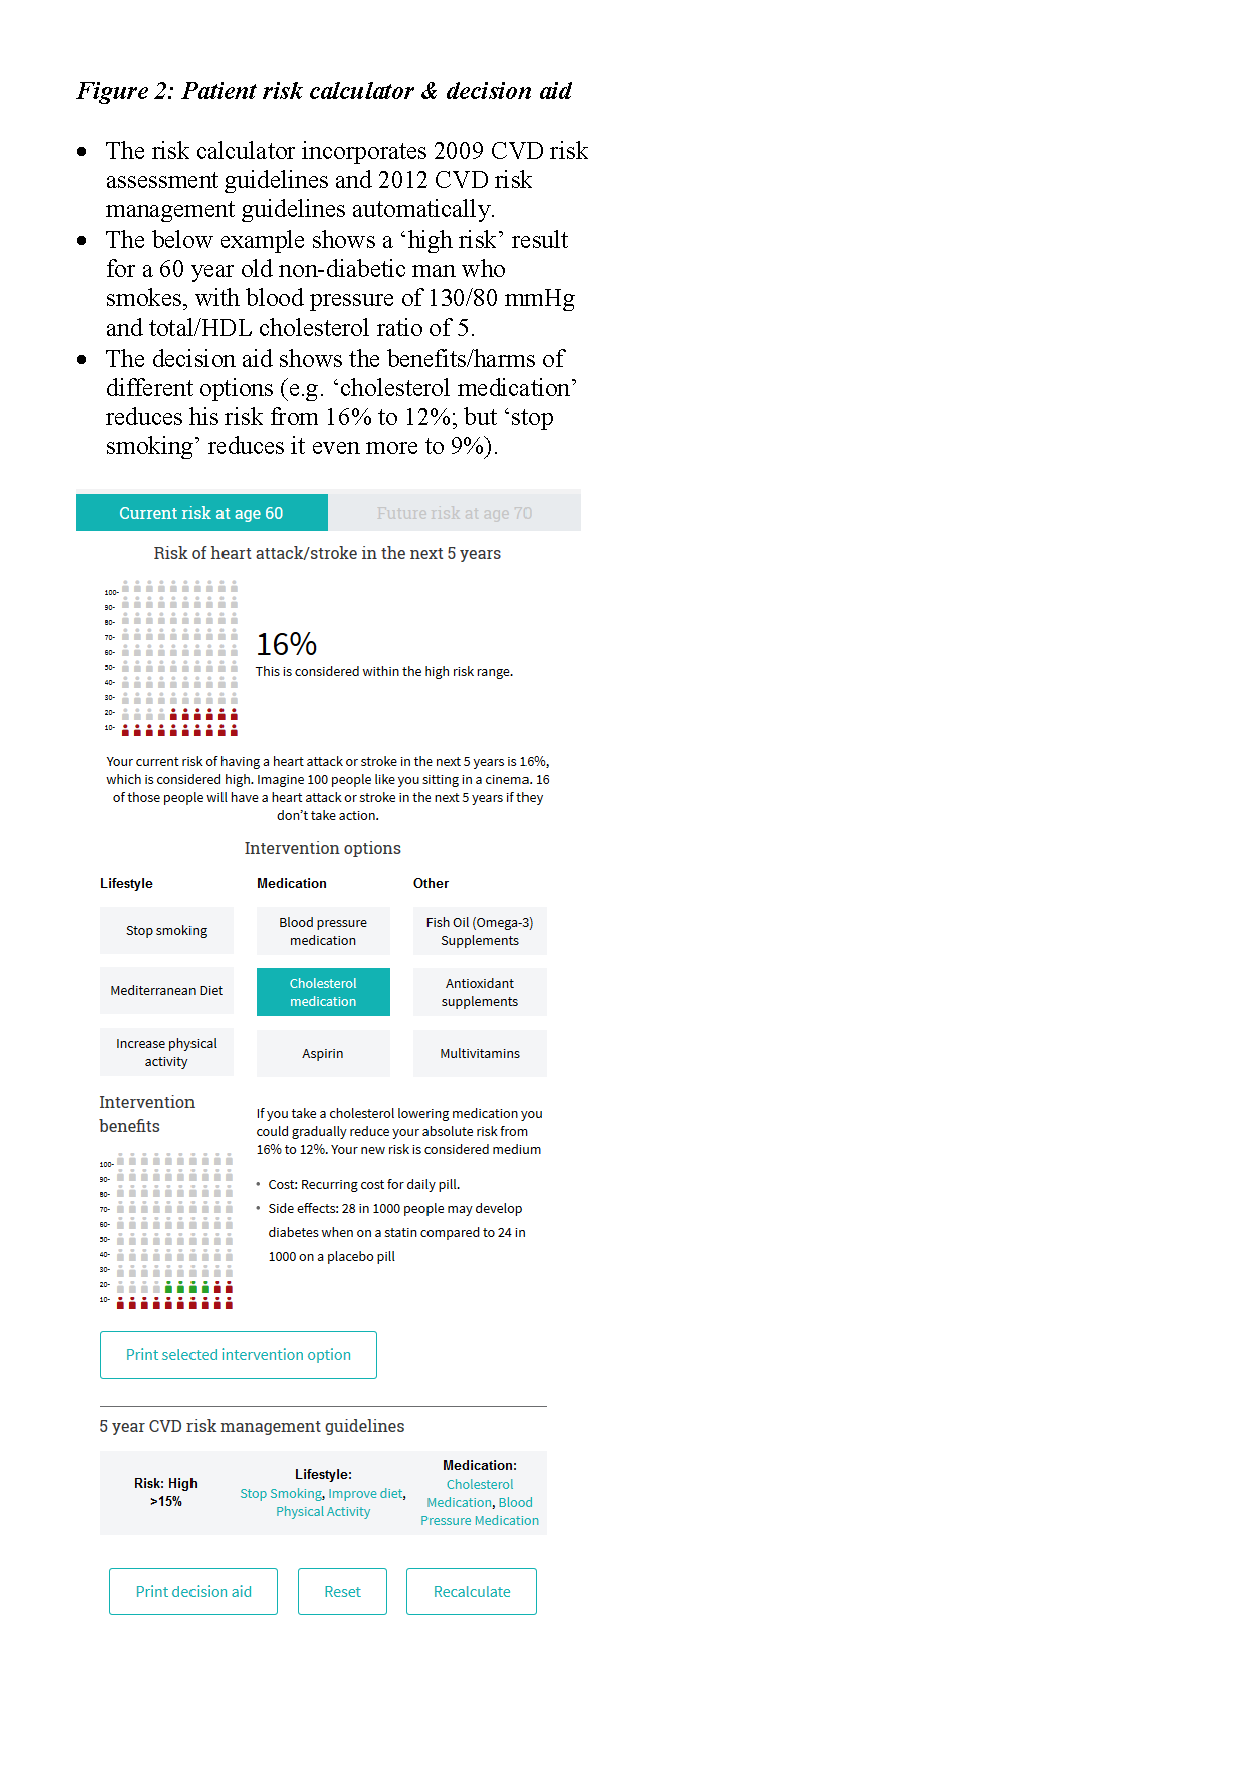 Figure 2: Patient risk calculator & decision aid
• The risk calculator incorporates 2009 CVD risk
assessment guidelines and 2012 CVD risk
management guidelines automatically.
• The below example shows a ‘high risk’ result
for a 60 year old non-diabetic man who
smokes, with blood pressure of 130/80 mmHg
and total/HDL cholesterol ratio of 5.
• The decision aid shows the benefits/harms of
different options (e.g. ‘cholesterol medication’
reduces his risk from 16% to 12%; but ‘stop
smoking’ reduces it even more to 9%).
Current risk at age 60
Future risk at age 70
Risk of heart attack/stroke in the next 5 years
100-
90-
80-
70-
60-
50-
40-
30-
20-
10-
16%
This is considered within the high risk range.
Your current risk of having a heart attack or stroke in the next 5 years is 16%,
which is considered high. Imagine 100 people like you sitting in a cinema. 16
of those people will have a heart attack or stroke in the next 5 years if they
don’t take action.
Intervention options
Lifestyle
Medication
Other
Stop smoking
Blood pressure
medication
Fish Oil (Omega-3)
Supplements
Mediterranean Diet
Cholesterol
medication
Antioxidant
supplements
Increase physical
activity
Aspirin
Multivitamins
Intervention
benefits
100-
90-
80-
70-
60-
50-
40-
30-
20-
10-
If you take a cholesterol lowering medication you
could gradually reduce your absolute risk from
16% to 12%. Your new risk is considered medium
• Cost: Recurring cost for daily pill.
• Side effects: 28 in 1000 people may develop
diabetes when on a statin compared to 24 in
1000 on a placebo pill
Print selected intervention option
5 year CVD risk management guidelines
Risk: High
>15%
Lifestyle:
Stop Smoking, Improve diet,
Physical Activity
Medication:
Cholesterol
Medication, Blood
Pressure Medication
Print decision aid
Reset
Recalculate